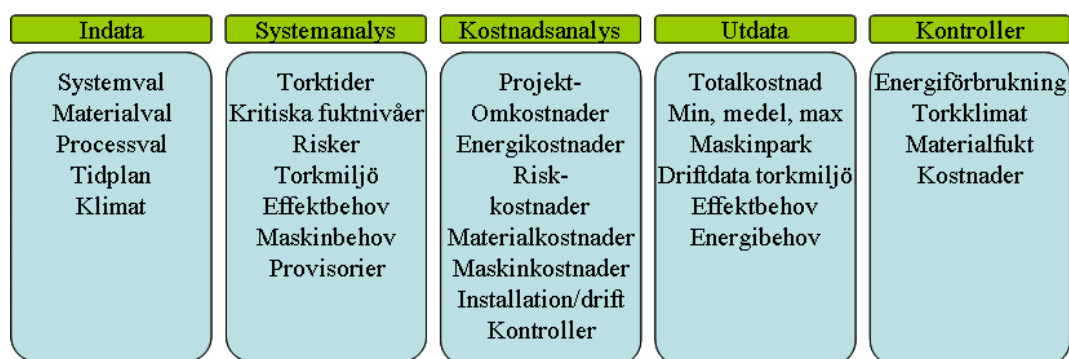 Indata
Systemval
Materialval
Processval
Tidplan
Klimat
Systemanalys
Torktider
Kritiska fuktnivåer
Risker
Torkmiljö
Effektbehov
Maskinbehov
Provisorier
Kostnadsanalys
Projekt-
Omkostnader
Energikostnader
Risk-
kostnader
Materialkostnader
Maskinkostnader
Installation/drift
Kontroller
Utdata
Totalkostnad
Min, medel, max
Maskinpark
Driftdata torkmiljö
Effektbehov
Energibehov
Kontroller
Energiförbrukning
Torkklimat
Materialfukt
Kostnader